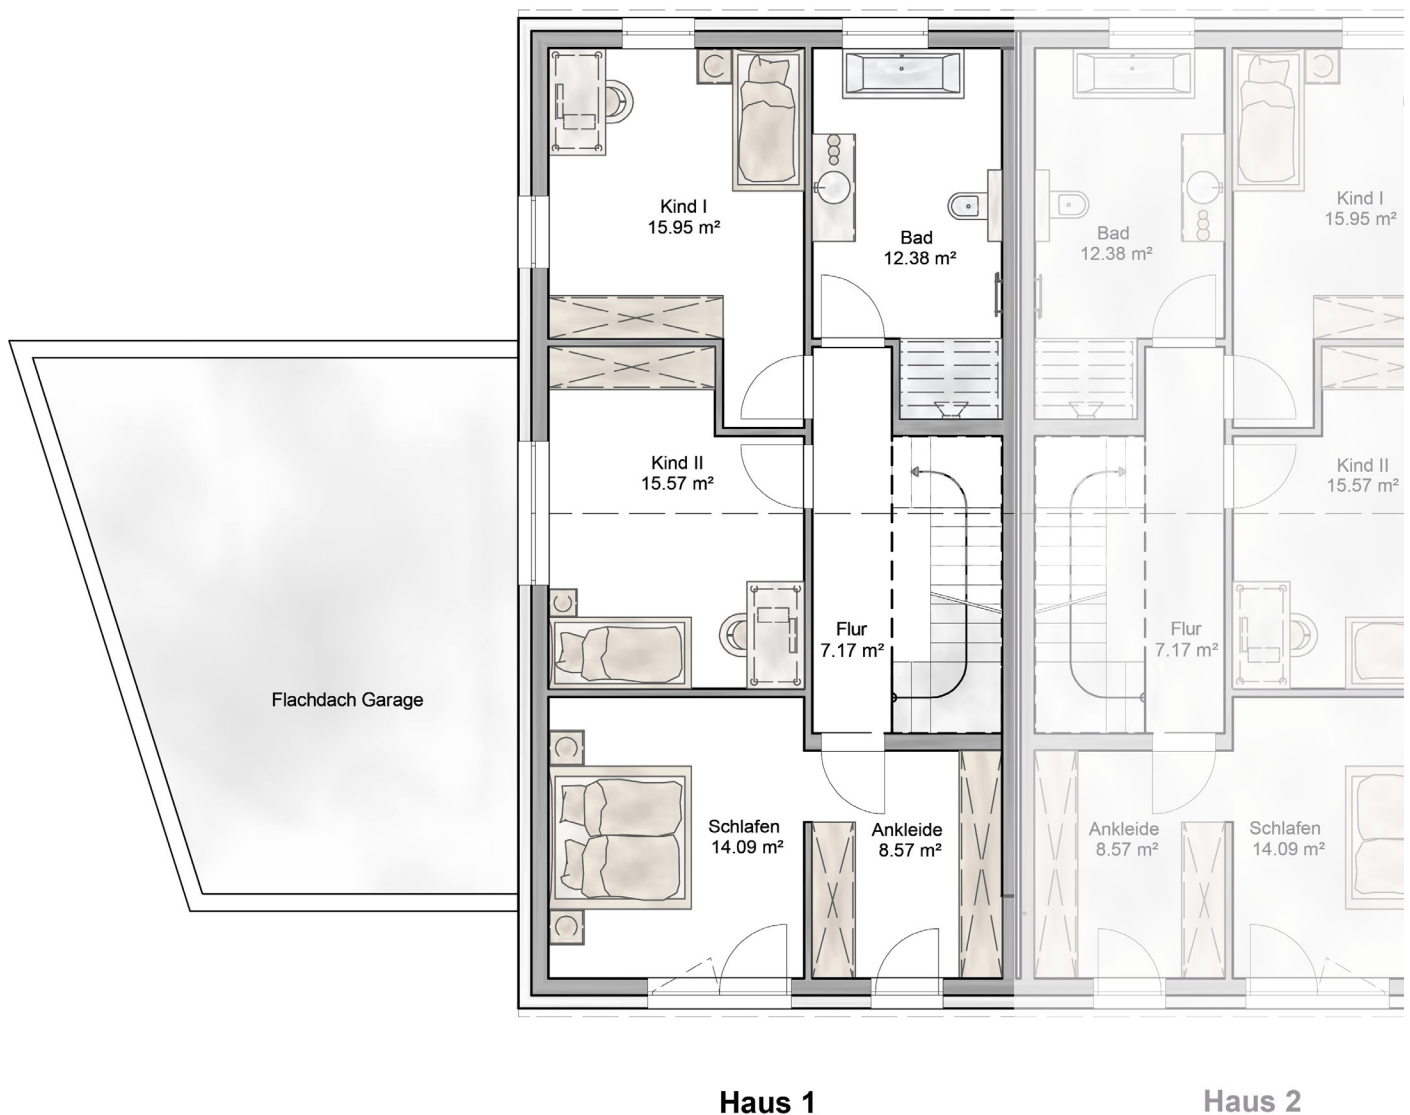 Kind I
15.95 m²
Bad
12.38 m²
Bad
12.38 m²
Kind I
15.95 m²
Kind II
15.57 m²
Kind II
15.57 m²
Flur
7.17 m²
Flur
7.17 m²
Flachdach Garage
Schlafen
14.09 m²
Ankleide
8.57 m²
Ankleide
8.57 m²
Schlafen
14.09 m²
Haus 1
Haus 2